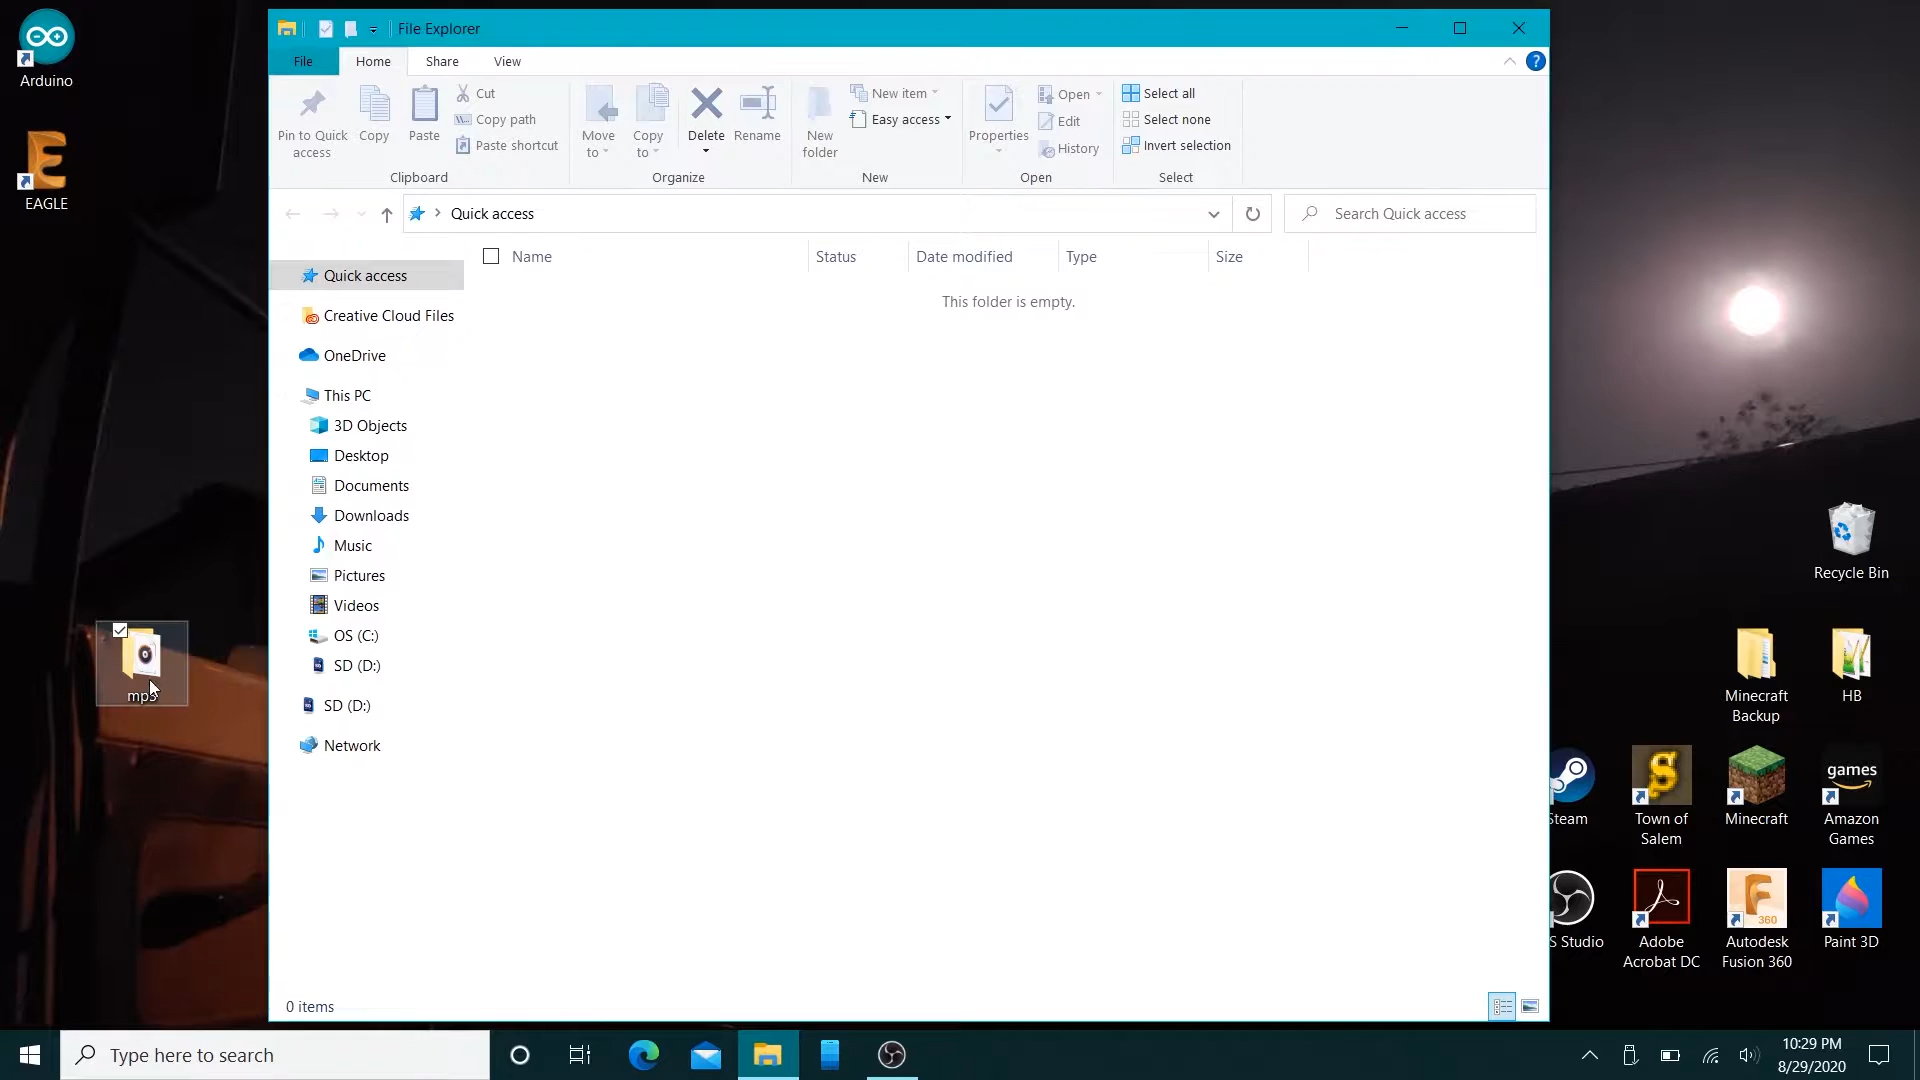 Arduino
EAGLE
mp3
File Explorer
File
Home
Share
View
Pin to Quick
access
Copy
Paste
Cut
Copy path
Paste shortcut
Clipboard
Move
to
Copy
to
Delete
Rename
Organize
New
folder
New item
Easy access
New
Properties
Open
Edit
History
Open
Select all
Select none
Invert selection
Select
Quick access
Search Quick access
Name
Status
Date modified
Type
Size
This folder is empty.
Quick access
Creative Cloud Files
OneDrive
This PC
3D Objects
Desktop
Documents
Downloads
Music
Pictures
Videos
OS (C:)
SD (D:)
SD (D:)
Network
0 items
Recycle Bin
Minecraft
Backup
HB
Steam
Town of
Salem
Minecraft
games
Amazon
Games
S Studio
Adobe
Acrobat DC
360
Autodesk
Fusion 360
Paint 3D
Type here to search
10:29 PM
8/29/2020